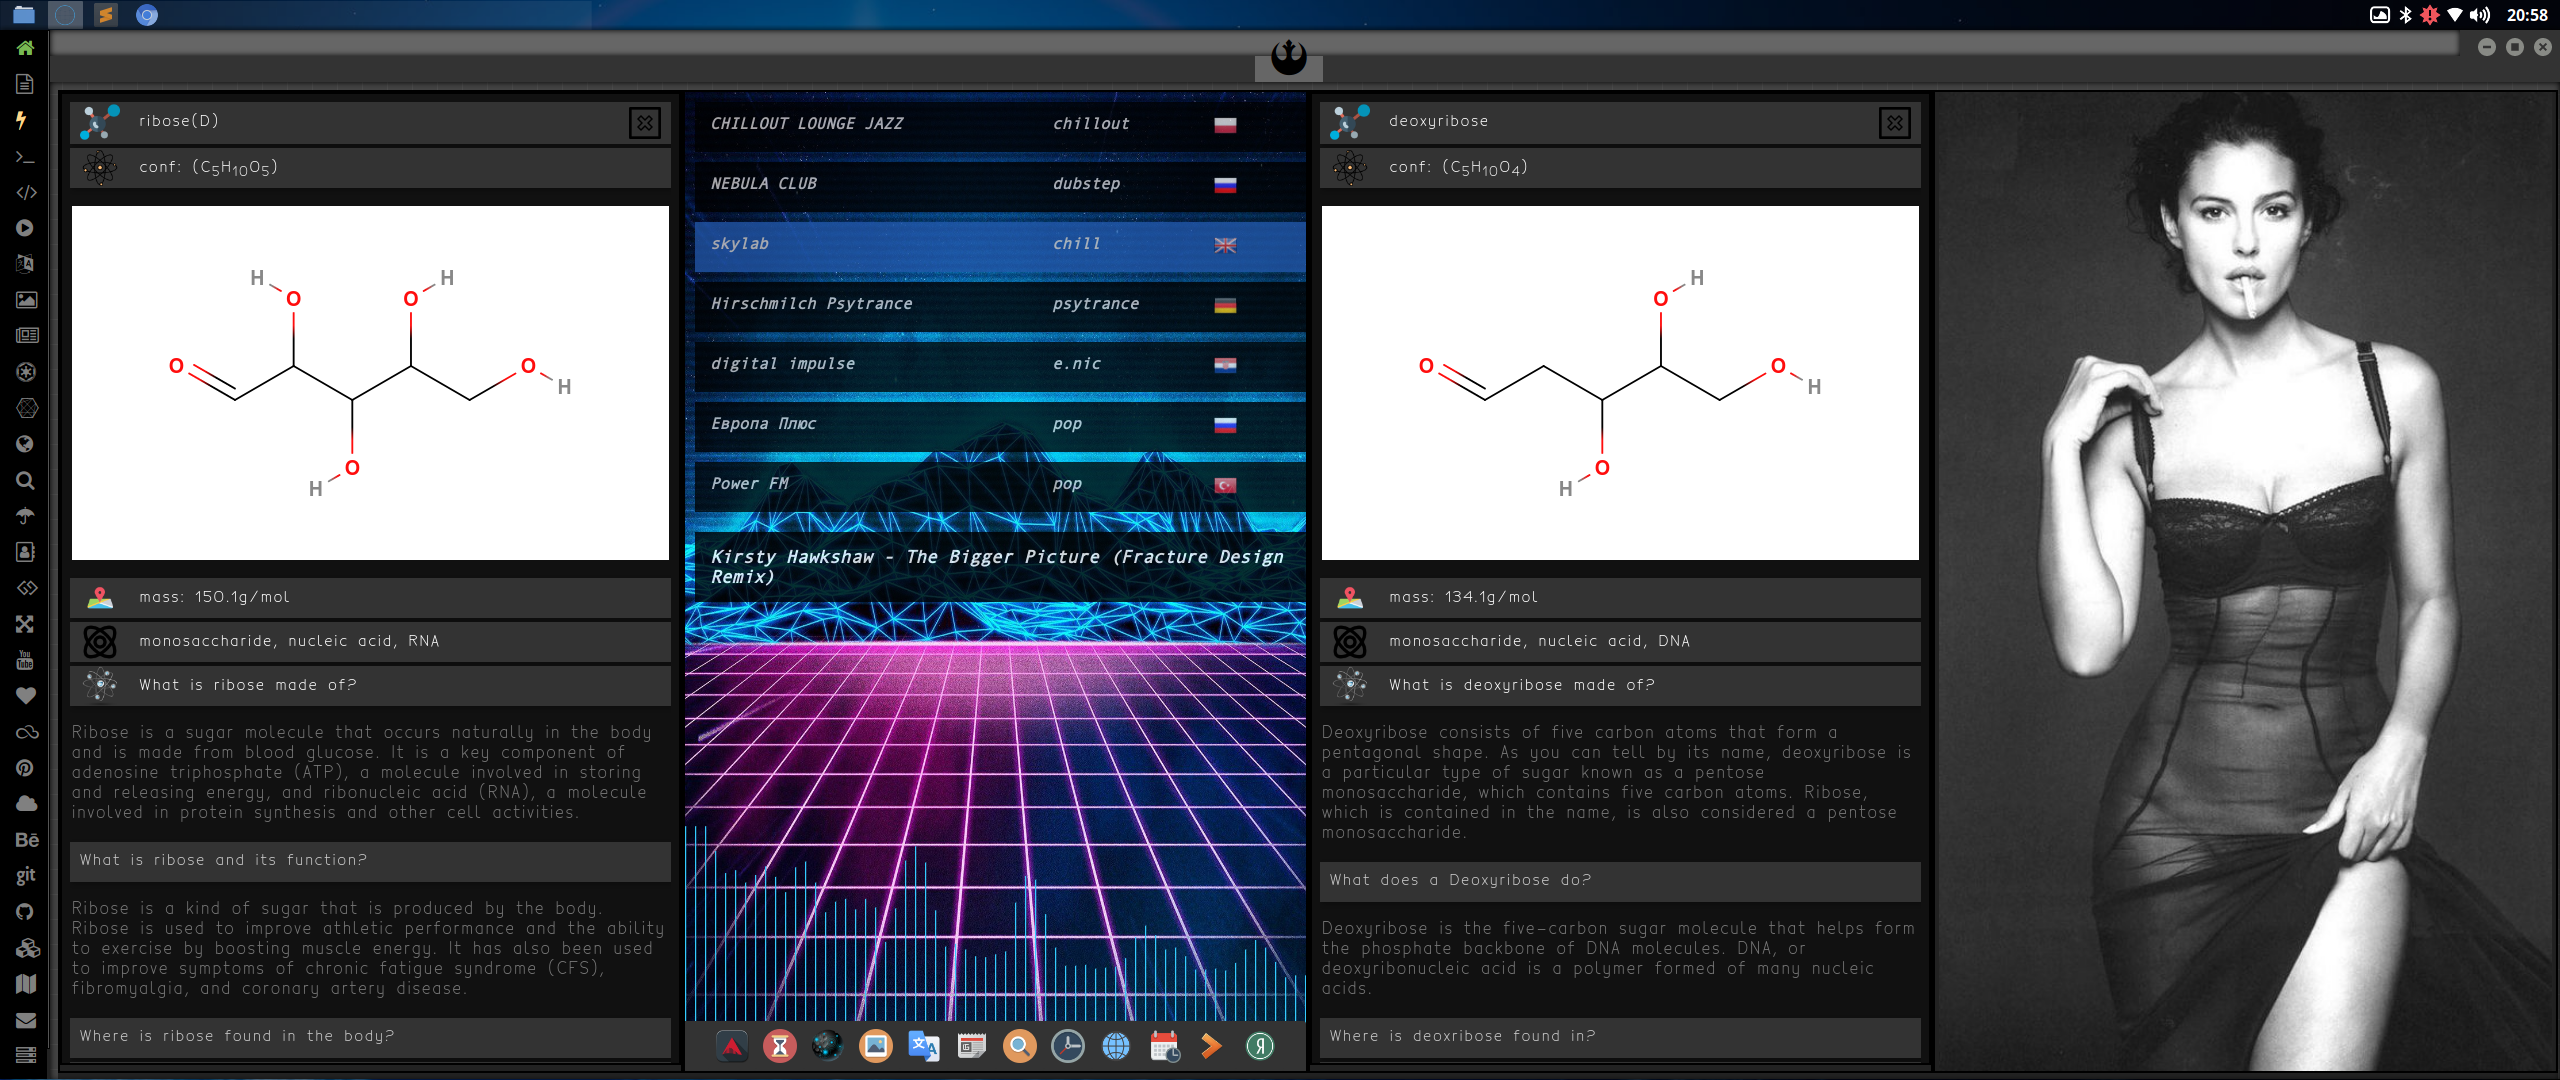 20:58
ribose(D)
conf: (C5H10O5)
H
O
O
H
O
O
H
O
H
mass: 150.1g/mol
monosaccharide, nucleic acid, RNA
What is ribose made of?
Ribose is a sugar molecule that occurs naturally in the body
and is made from blood glucose. It is a key component of
adenosine triphosphate (ATP), a molecule involved in storing
and releasing energy, and ribonucleic acid (RNA), a molecule
involved in protein synthesis and other cell activities.
What is ribose and its function?
Ribose is a kind of sugar that is produced by the body.
Ribose is used to improve athletic performance and the ability
to exercise by boosting muscle energy. It has also been used
to improve symptoms of chronic fatigue syndrome (CFS),
fibromyalgia, and coronary artery disease.
Where is ribose found in the body?
CHILLOUT LOUNGE JAZZ chillout
NEBULA CLUB dubstep
skylab chill
Hirschmilch Psytrance psytrance
digital impulse e.nic
Европа Плюс pop
Power FM pop
Kirsty Hawkshaw - The Bigger Picture (Fracture Design
Remix)
deoxyribose
conf: (C5H10O4)
O
H
O
O
H
O
H
mass: 134.1g/mol
monosaccharide, nucleic acid, DNA
What is deoxyribose made of?
Deoxyribose consists of five carbon atoms that form a
pentagonal shape. As you can tell by its name, deoxyribose is
a particular type of sugar known as a pentose
monosaccharide, which contains five carbon atoms. Ribose,
which is contained in the name, is also considered a pentose
monosaccharide.
What does a Deoxyribose do?
Deoxyribose is the five-carbon sugar molecule that helps form
the phosphate backbone of DNA molecules. DNA, or
deoxyribonucleic acid is a polymer formed of many nucleic
acids.
Where is deoxribose found in?
You
Tube
Bē
git
文A
Я